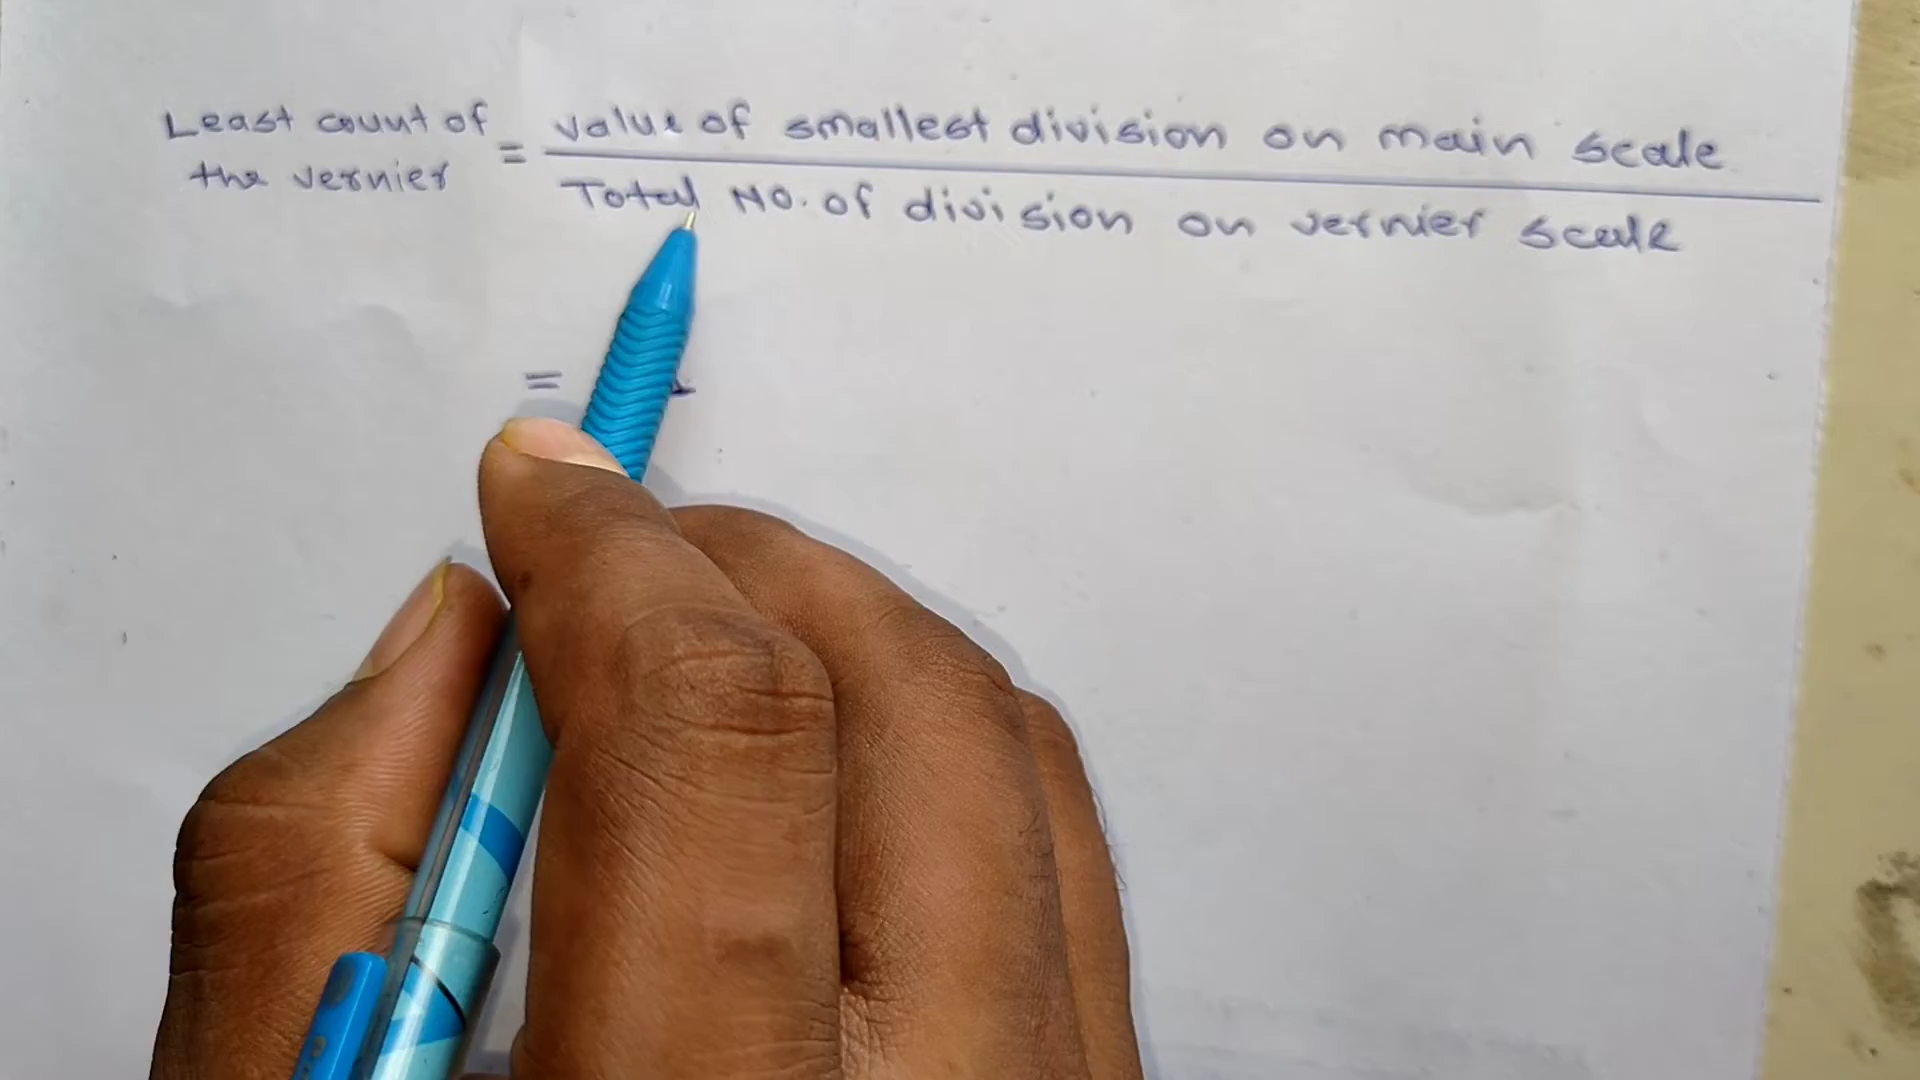 Least count of the vernier = value of smallest division on main scale
Total No. of division on vernier scale
=